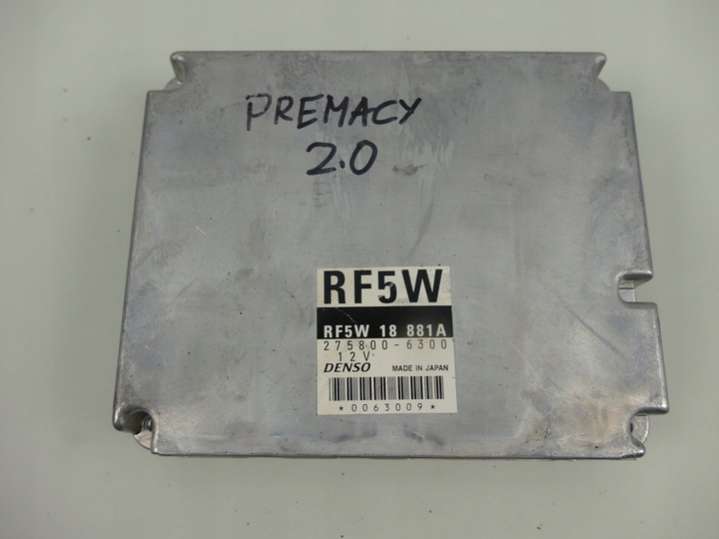 PREMACY
2.0
RF5W
RF5W 18 881A
275800-6300
12V
DENSO MADE IN JAPAN
*0063009*